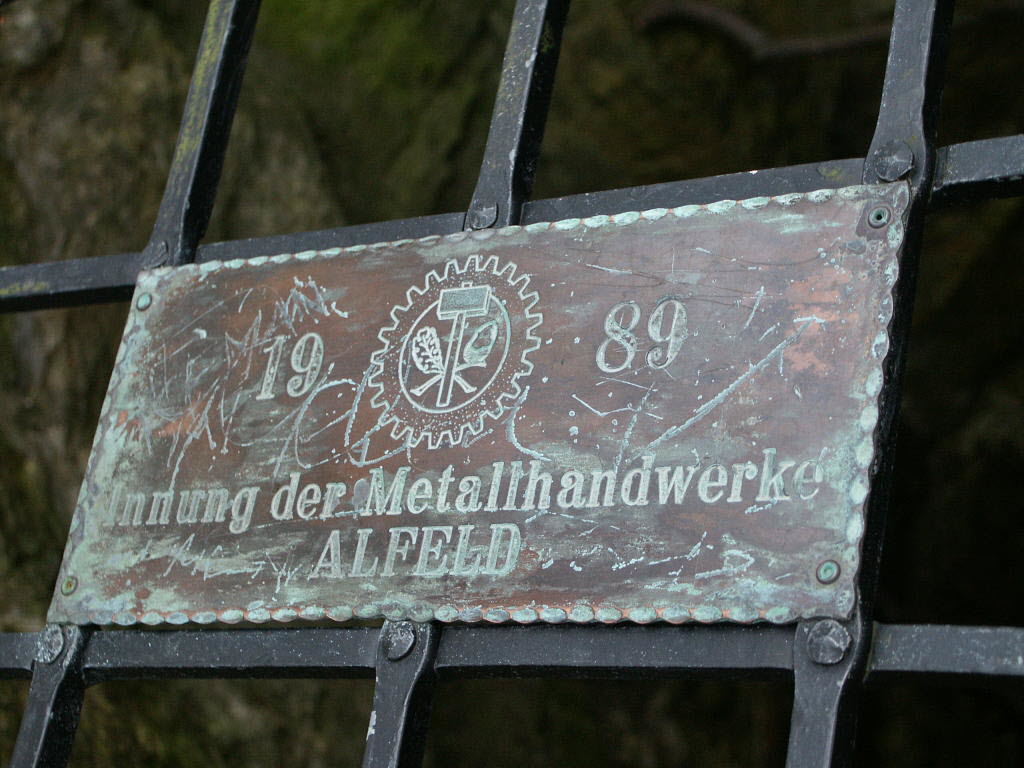 19 89
Innung der Metallhandwerke
ALFELD